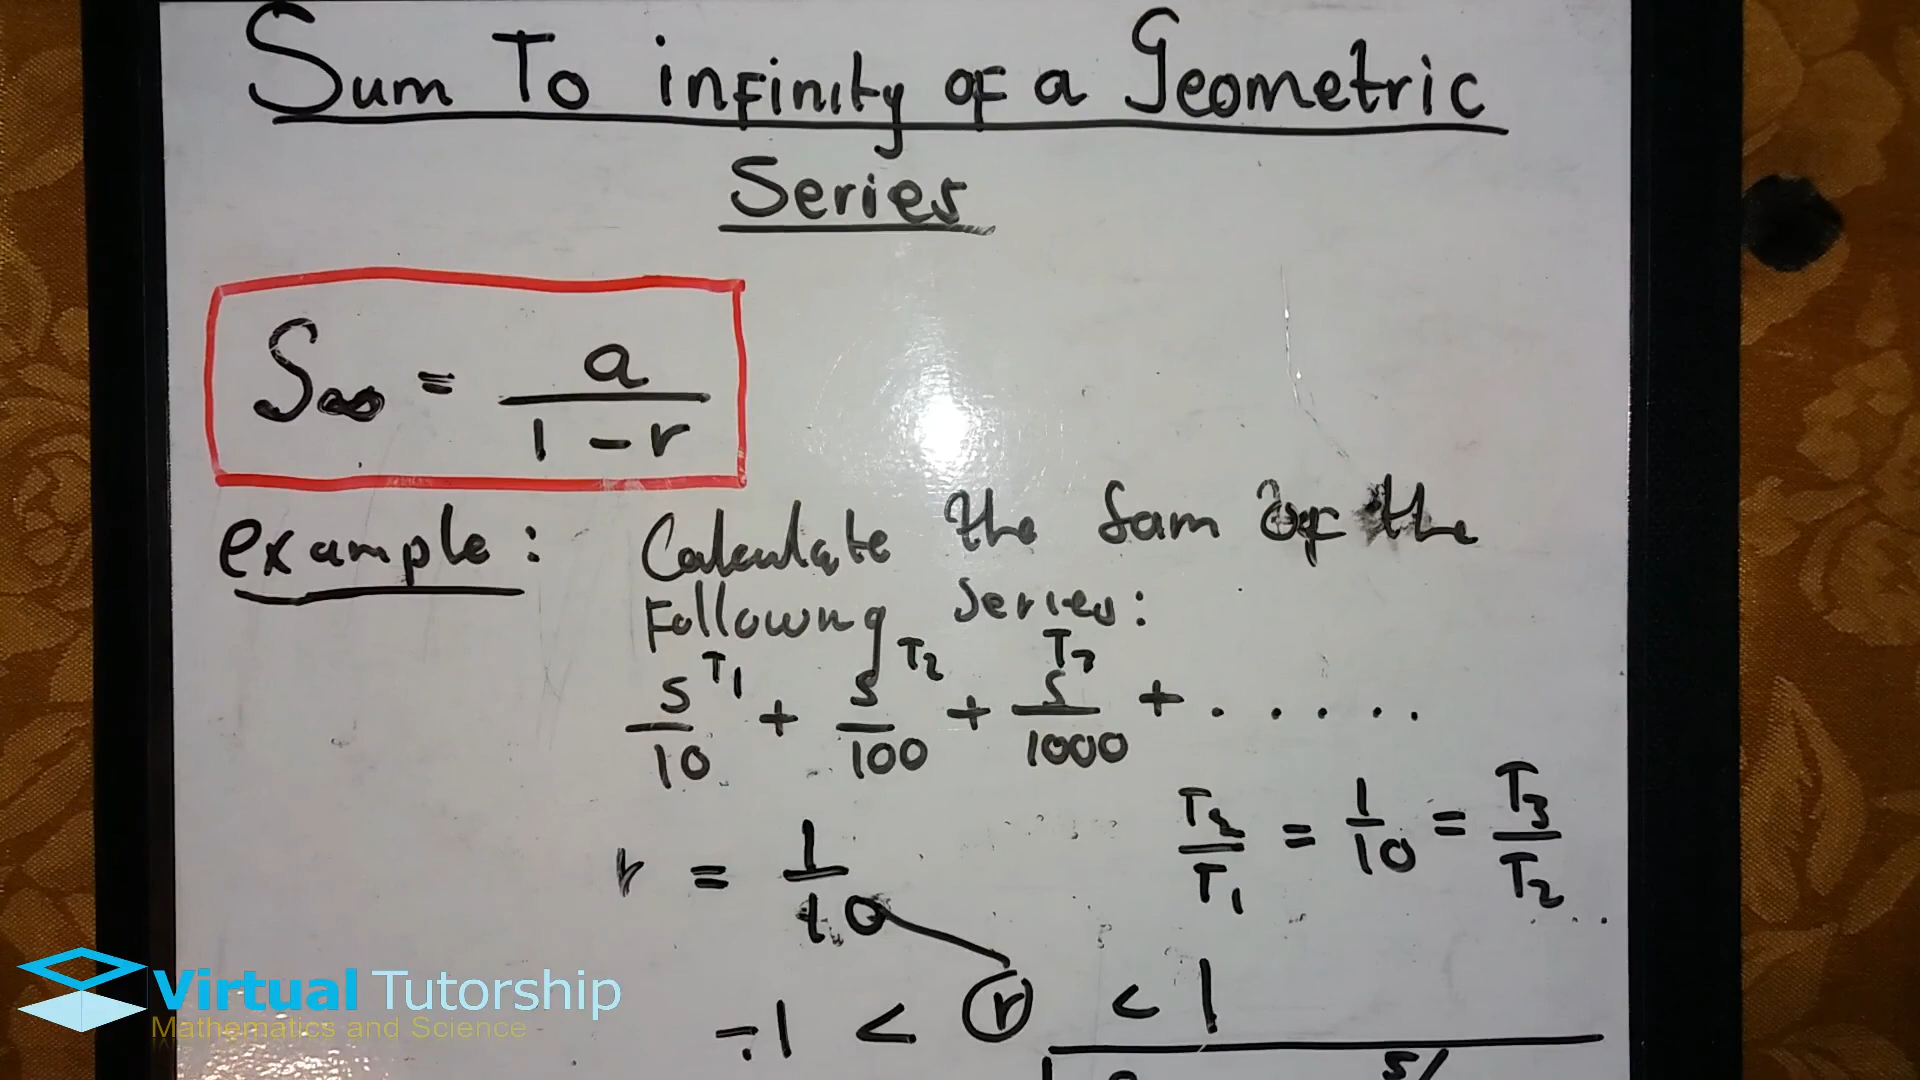 Sum To infinity of a Geometric
Series
S∞ = a/(1 - r)
example: Calculate the Sum of the
Following Series:
T1 T2 T3
5/10 + 5/100 + 5/1000 + . . . . .
T2/T1 = 1/10 = T3/T2
r = 1/10
-1 < r < 1
Virtual Tutorship
Mathematics and Science